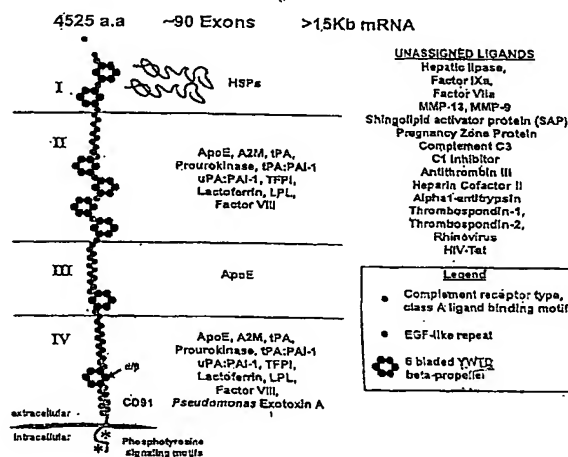 4525 a.a ~90 Exons >15Kb mRNA
I
HSPs
II
ApoE, A2M, tPA,
Prourokinase, tPA:PAI-1
uPA:PAI-1, TFPI,
Lactoferrin, LPL,
Factor VIII
III
ApoE
IV
ApoE, A2M, tPA,
Prourokinase, tPA:PAI-1
uPA:PAI-1, TFPI,
Lactoferrin, LPL,
Factor VIII,
Pseudomonas Exotoxin A
α/β
CD91
extracellular
intracellular
Phosphotyrosine
signaling motifs
UNASSIGNED LIGANDS
Hepatic lipase,
Factor IXa,
Factor VIIa
MMP-13, MMP-9
Shingolipid activator protein (SAP)
Pregnancy Zone Protein
Complement C3
C1 Inhibitor
Antithrombin III
Heparin Cofactor II
Alpha1-antitrypsin
Thrombospondin-1,
Thrombospondin-2,
Rhinovirus
HIV-Tat
Legend
Complement receptor type,
class A ligand binding motif
EGF-like repeat
6 bladed YWTD
beta-propeller